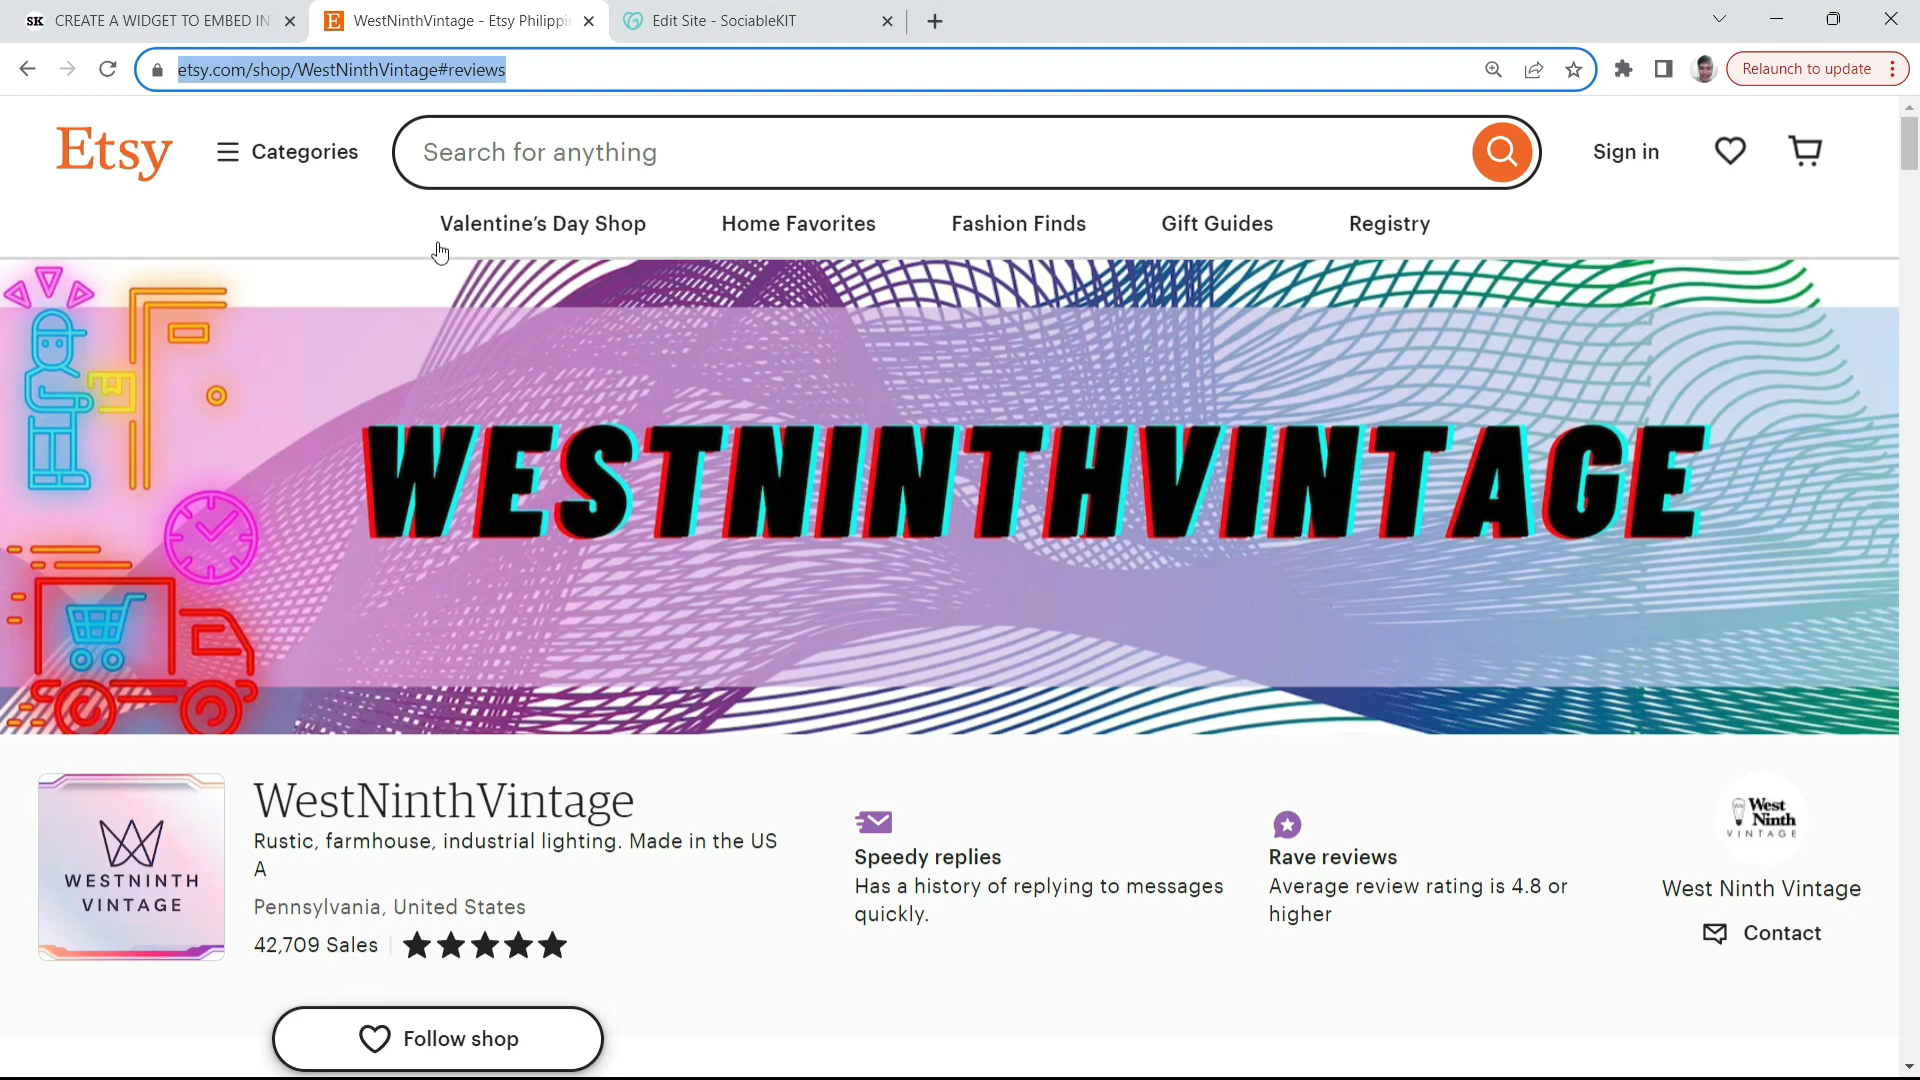 SK CREATE A WIDGET TO EMBED IN
WestNinthVintage - Etsy Philippi
Edit Site - SociableKIT
etsy.com/shop/WestNinthVintage#reviews
Relaunch to update
Etsy
Categories
Search for anything
Sign in
Valentine's Day Shop
Home Favorites
Fashion Finds
Gift Guides
Registry
WESTNINTHVINTAGE
WESTNINTH
VINTAGE
WestNinthVintage
Rustic, farmhouse, industrial lighting. Made in the US
A
Pennsylvania, United States
42,709 Sales
Speedy replies
Has a history of replying to messages
quickly.
Rave reviews
Average review rating is 4.8 or
higher
West
Ninth
VINTAGE
West Ninth Vintage
Contact
Follow shop